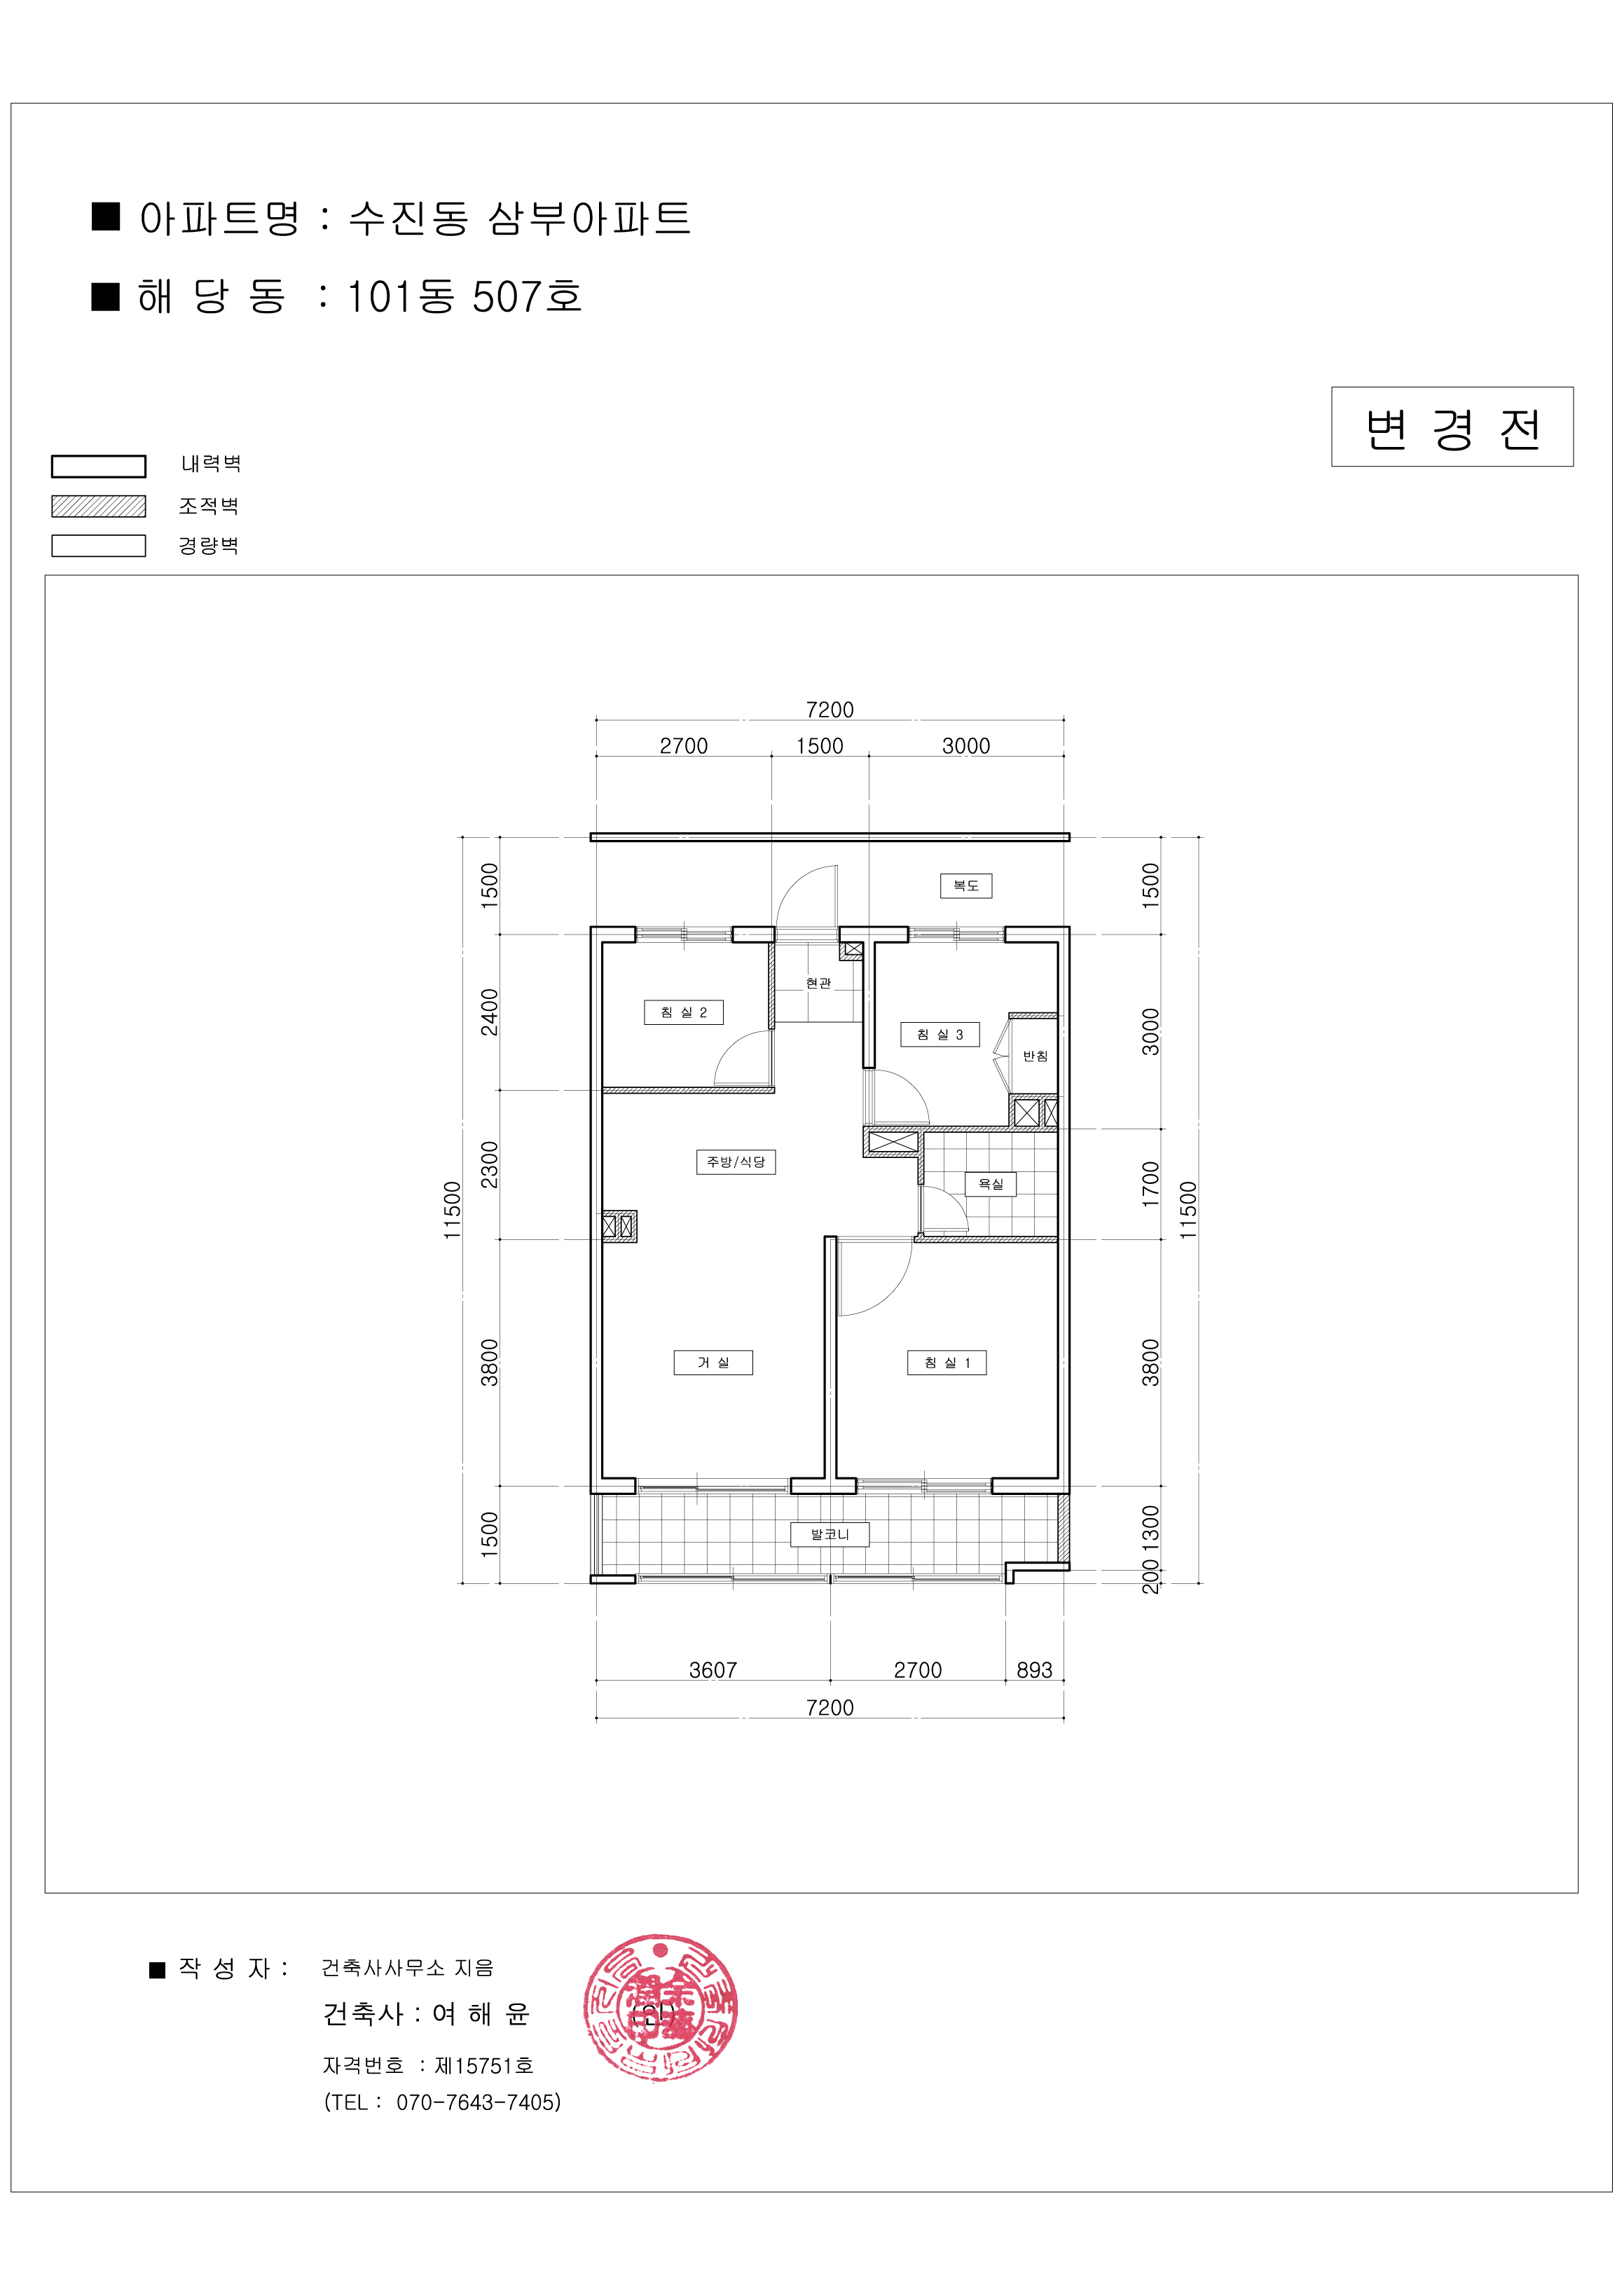 ■ 아파트명 : 수진동 삼부아파트
■ 해 당 동 : 101동 507호
변 경 전
내력벽
조적벽
경량벽
7200
2700 1500 3000
1500
2400
2300
3800
1500
11500
1500
3000
1700
3800
1300
200
11500
복도
현관
침 실 2
침 실 3
반침
주방/식당
욕실
거 실
침 실 1
발코니
3607 2700 893
7200
■ 작 성 자 : 건축사사무소 지음
건축사 : 여 해 윤 (인)
자격번호 : 제15751호
(TEL : 070-7643-7405)